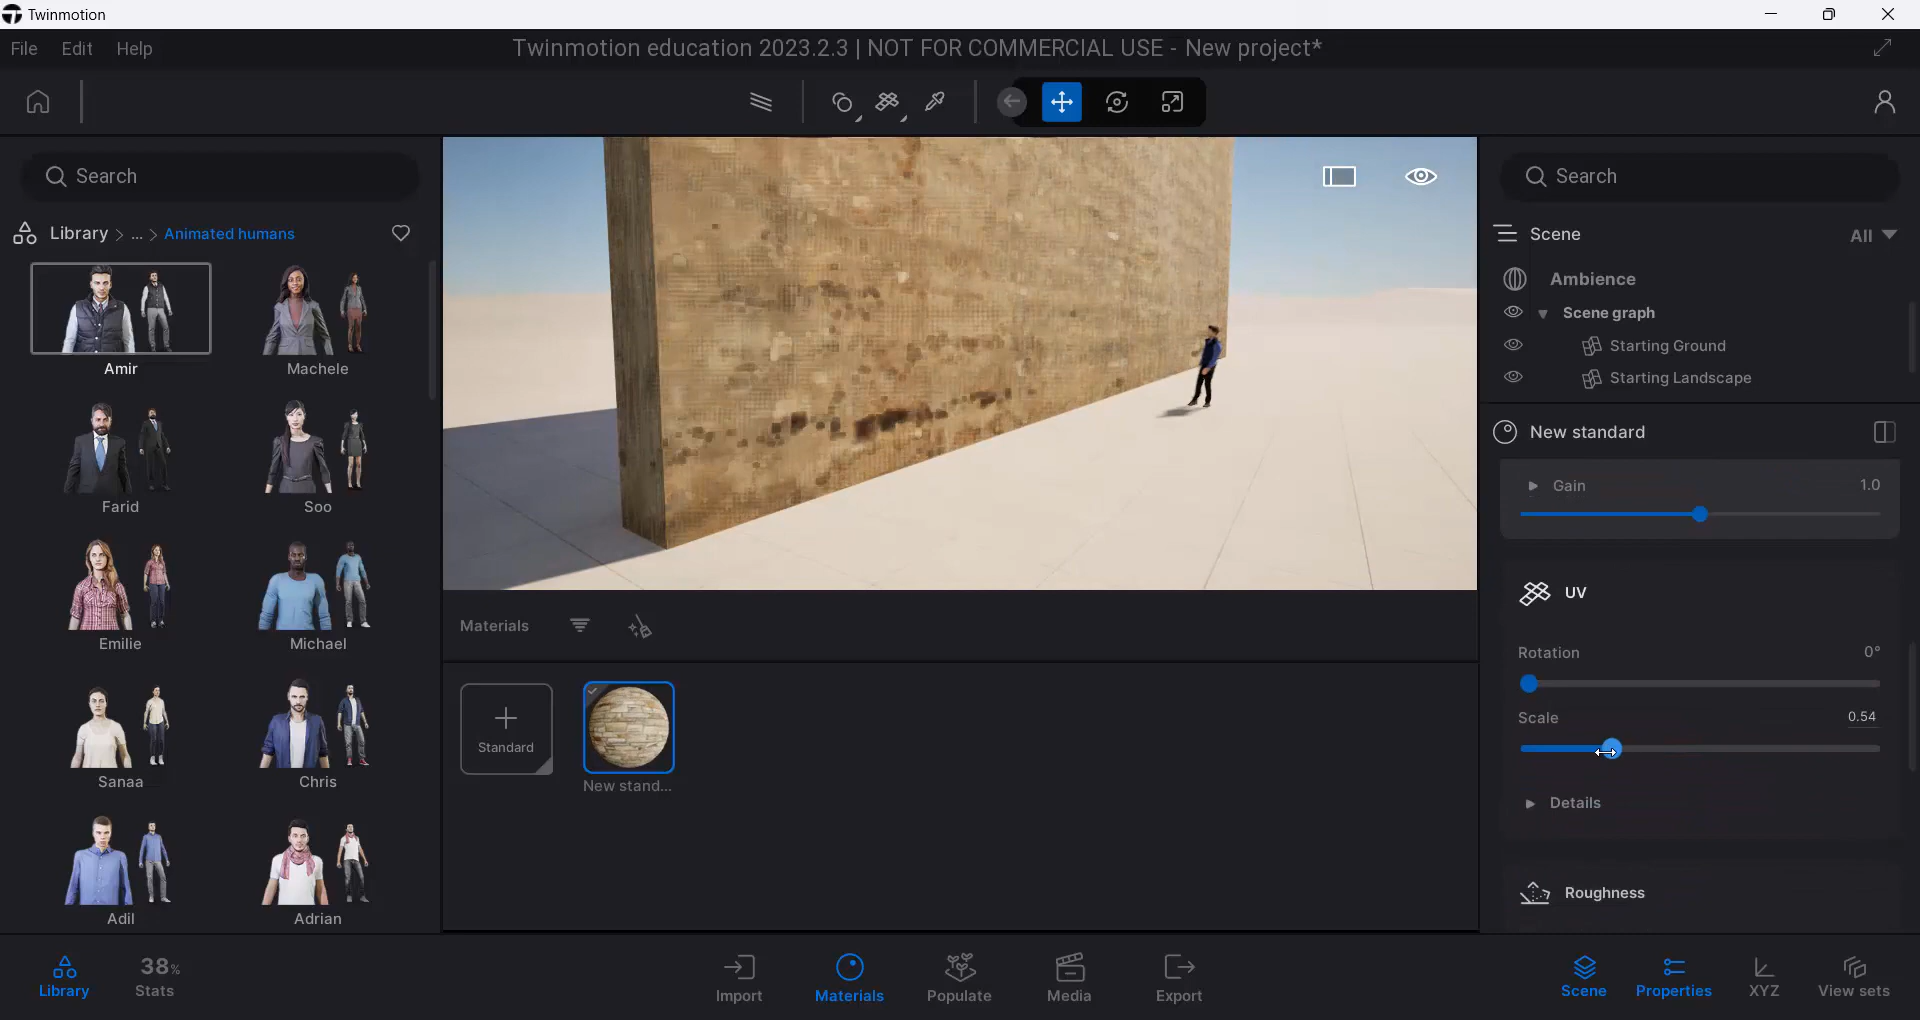 Twinmotion
File Edit Help
Twinmotion education 2023.2.3 | NOT FOR COMMERCIAL USE - New project*
Search
Library > ... > Animated humans
Amir
Machele
Farid
Soo
Emilie
Michael
Sanaa
Chris
Adil
Adrian
Materials
Standard
New stand...
Search
Scene
All
Ambience
Scene graph
Starting Ground
Starting Landscape
New standard
Gain 1.0
UV
Rotation 0°
Scale 0.54
Details
Roughness
Library
38%
Stats
Import
Materials
Populate
Media
Export
Scene
Properties
XYZ
View sets